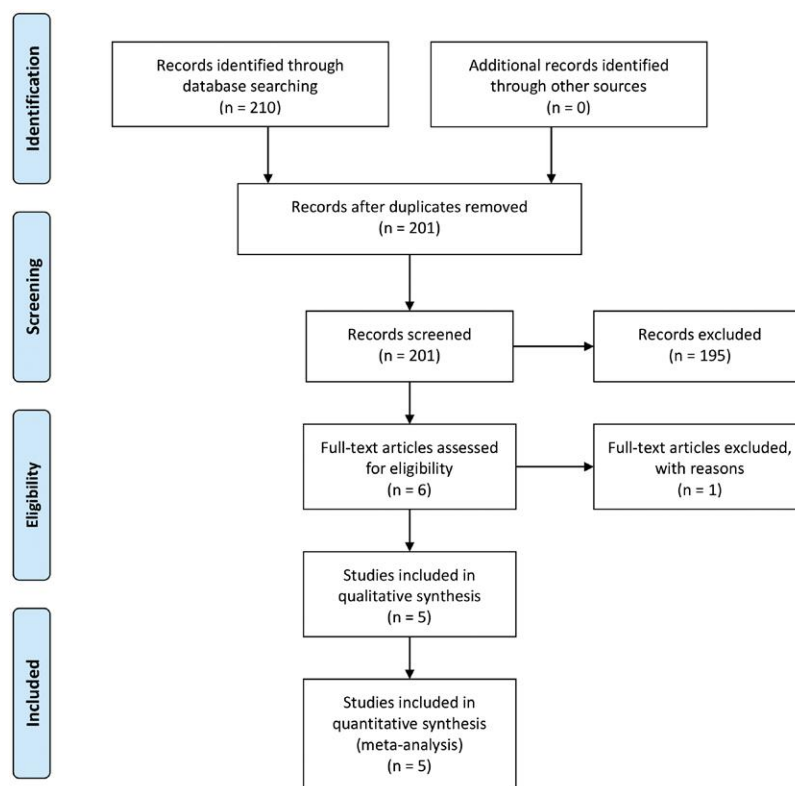 Identification
Records identified through
database searching
(n = 210)
Additional records identified
through other sources
(n = 0)
Records after duplicates removed
(n = 201)
Screening
Records screened
(n = 201)
Records excluded
(n = 195)
Eligibility
Full-text articles assessed
for eligibility
(n = 6)
Full-text articles excluded,
with reasons
(n = 1)
Studies included in
qualitative synthesis
(n = 5)
Included
Studies included in
quantitative synthesis
(meta-analysis)
(n = 5)